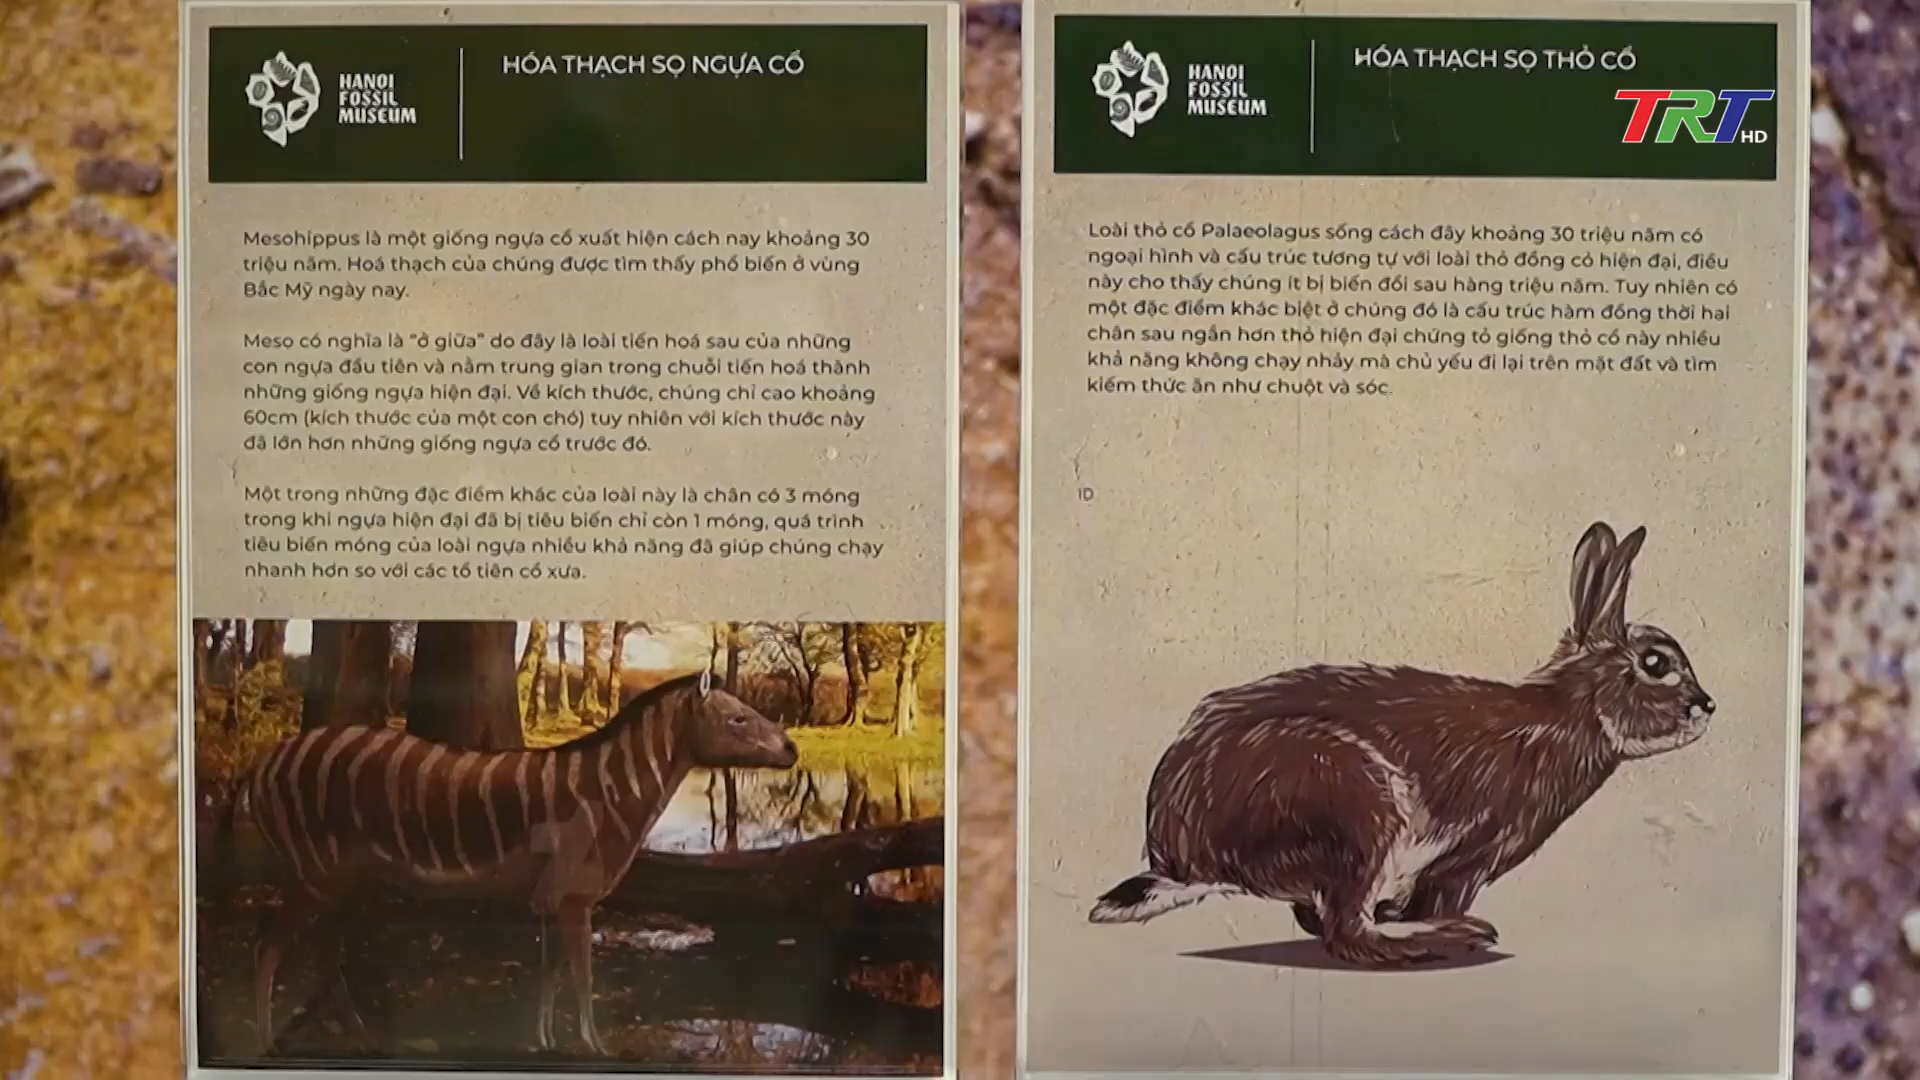 HANOI
FOSSIL
MUSEUM
HÓA THẠCH SỌ NGỰA CỔ
Mesohippus là một giống ngựa cổ xuất hiện cách nay khoảng 30
triệu năm. Hoá thạch của chúng được tìm thấy phổ biến ở vùng
Bắc Mỹ ngày nay.
Meso có nghĩa là “ở giữa” do đây là loài tiến hoá sau của những
con ngựa đầu tiên và nằm trung gian trong chuỗi tiến hoá thành
những giống ngựa hiện đại. Về kích thước, chúng chỉ cao khoảng
60cm (kích thước của một con chó) tuy nhiên với kích thước này
đã lớn hơn những giống ngựa cổ trước đó.
Một trong những đặc điểm khác của loài này là chân có 3 móng
trong khi ngựa hiện đại đã bị tiêu biến chỉ còn 1 móng, quá trình
tiêu biến móng của loài ngựa nhiều khả năng đã giúp chúng chạy
nhanh hơn so với các tổ tiên cổ xưa.
HANOI
FOSSIL
MUSEUM
HÓA THẠCH SỌ THỎ CỔ
TRT HD
Loài thỏ cổ Palaeolagus sống cách đây khoảng 30 triệu năm có
ngoại hình và cấu trúc tương tự với loài thỏ đồng cỏ hiện đại, điều
này cho thấy chúng ít bị biến đổi sau hàng triệu năm. Tuy nhiên có
một đặc điểm khác biệt ở chúng đó là cấu trúc hàm đồng thời hai
chân sau ngắn hơn thỏ hiện đại chứng tỏ giống thỏ cổ này nhiều
khả năng không chạy nhảy mà chủ yếu đi lại trên mặt đất và tìm
kiếm thức ăn như chuột và sóc.
ID